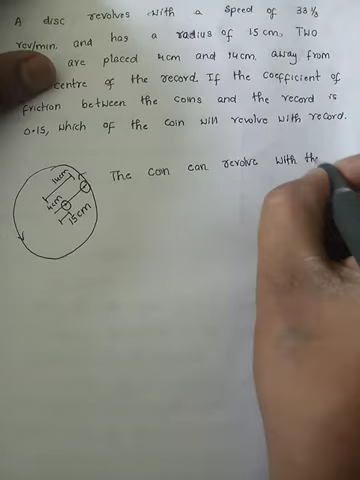 A disc revolves with a speed of 33 1/3
rev/min. and has a radius of 15 cm. Two
are placed 4cm and 14cm away from
centre of the record. If the coefficient of
friction between the coins and the record is
0.15, which of the coin will revolve with record.
The coin can revolve with the
14cm
4cm
15cm